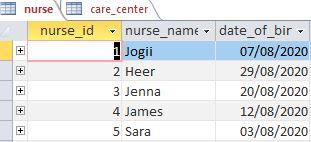 nurse care_center
nurse_id nurse_name date_of_bir
1 Jogii 07/08/2020
2 Heer 29/08/2020
3 Jenna 20/08/2020
4 James 12/08/2020
5 Sara 03/08/2020